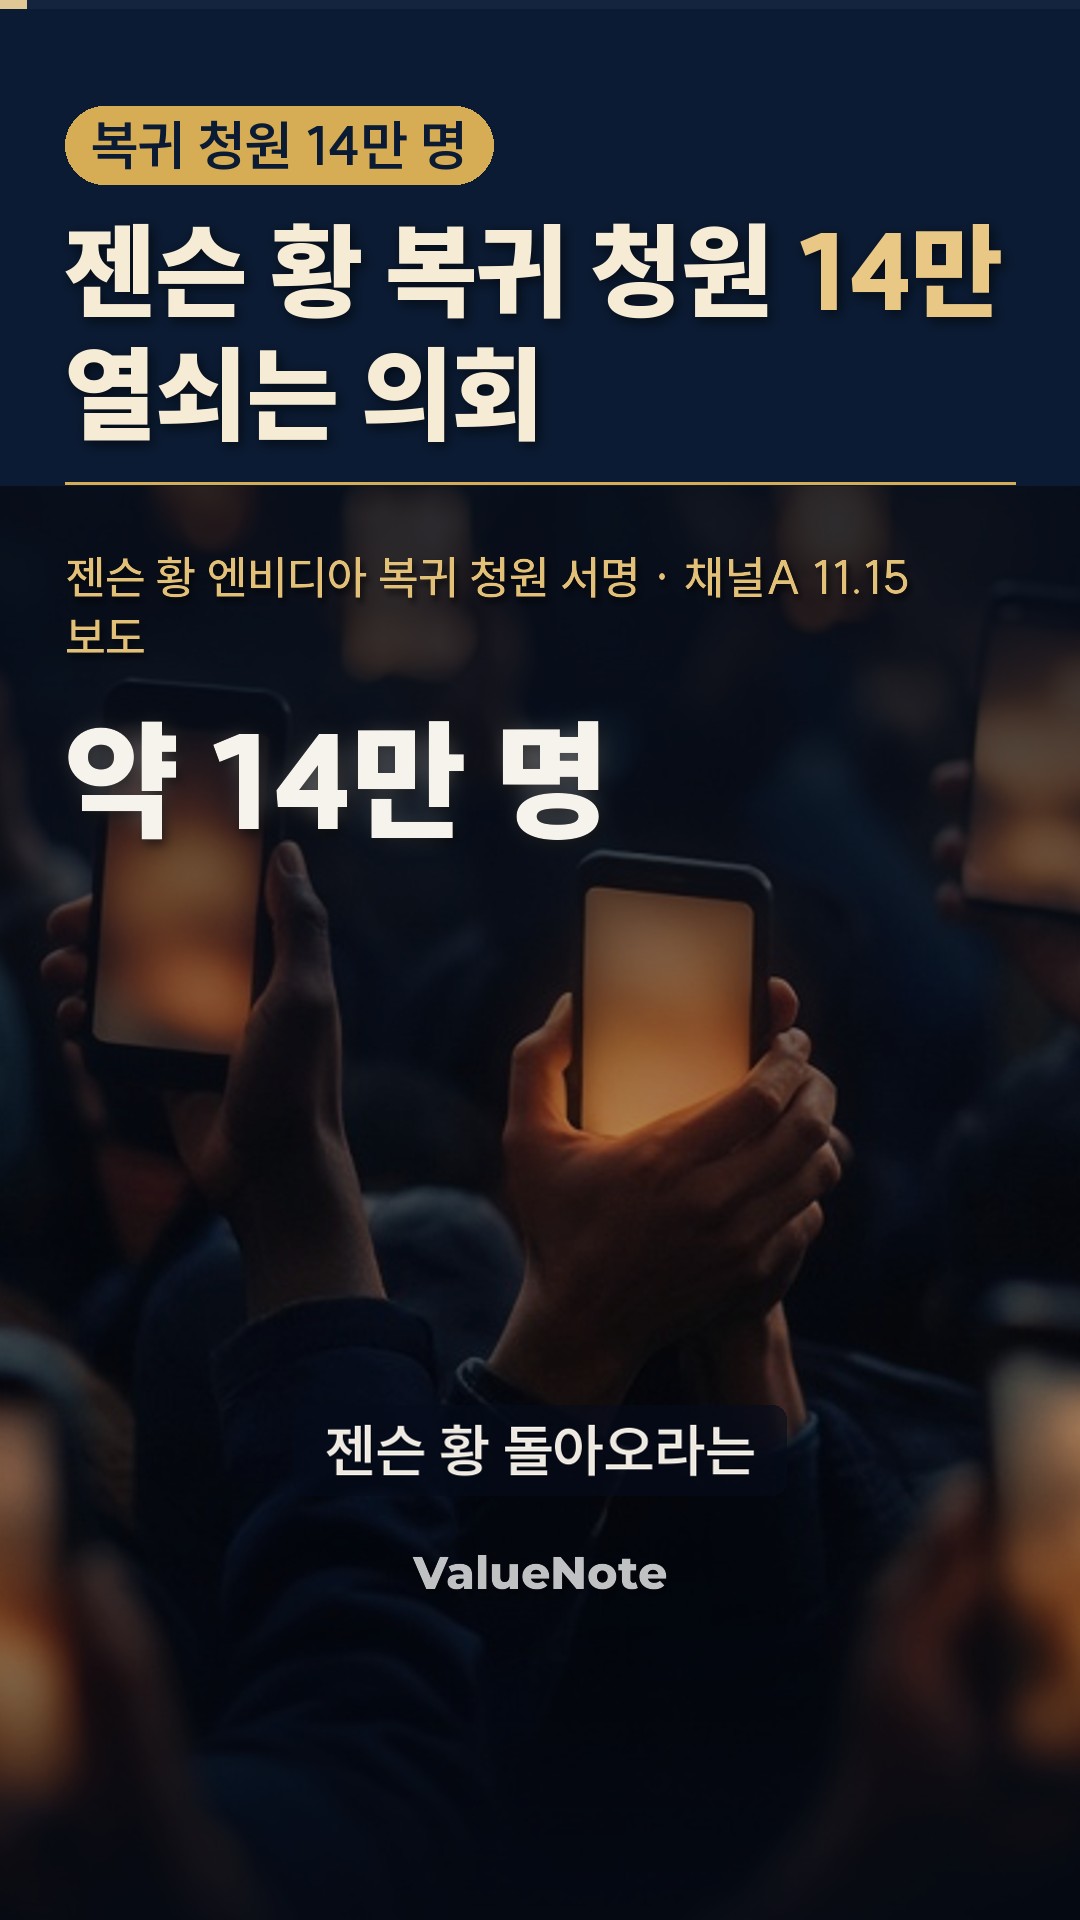 복귀 청원 14만 명
젠슨 황 복귀 청원 14만
열쇠는 의회
젠슨 황 엔비디아 복귀 청원 서명 · 채널A 11.15
보도
약 14만 명
젠슨 황 돌아오라는
ValueNote